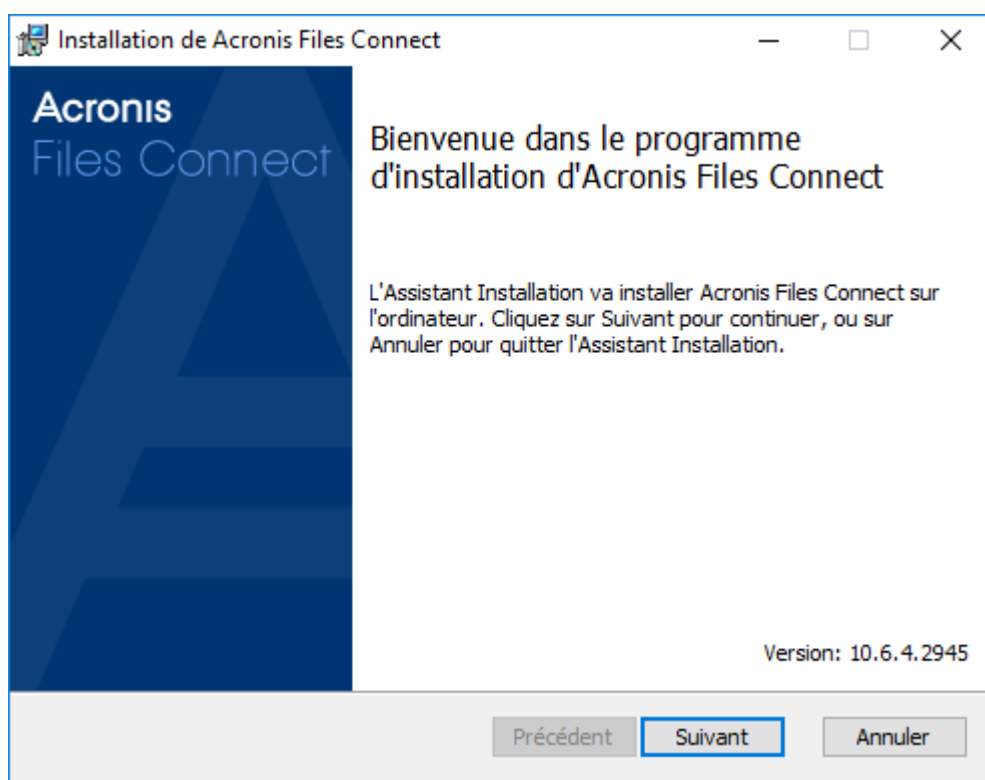 Installation de Acronis Files Connect
Acronis
Files Connect
Bienvenue dans le programme
d'installation d'Acronis Files Connect
L'Assistant Installation va installer Acronis Files Connect sur
l'ordinateur. Cliquez sur Suivant pour continuer, ou sur
Annuler pour quitter l'Assistant Installation.
Version: 10.6.4.2945
Précédent
Suivant
Annuler